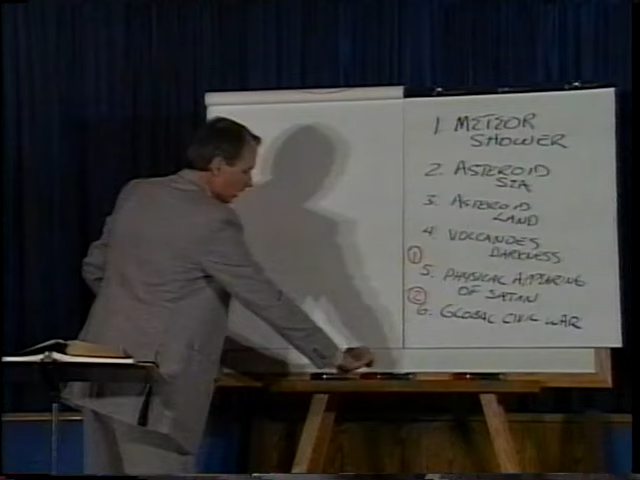 1. METEOR
SHOWER
2. ASTEROID
SEA
3. ASTEROID
LAND
4. VOLCANOES
DARKNESS
①
5. PHYSICAL APPEARING
OF SATAN
②
6. GLOBAL CIVIL WAR